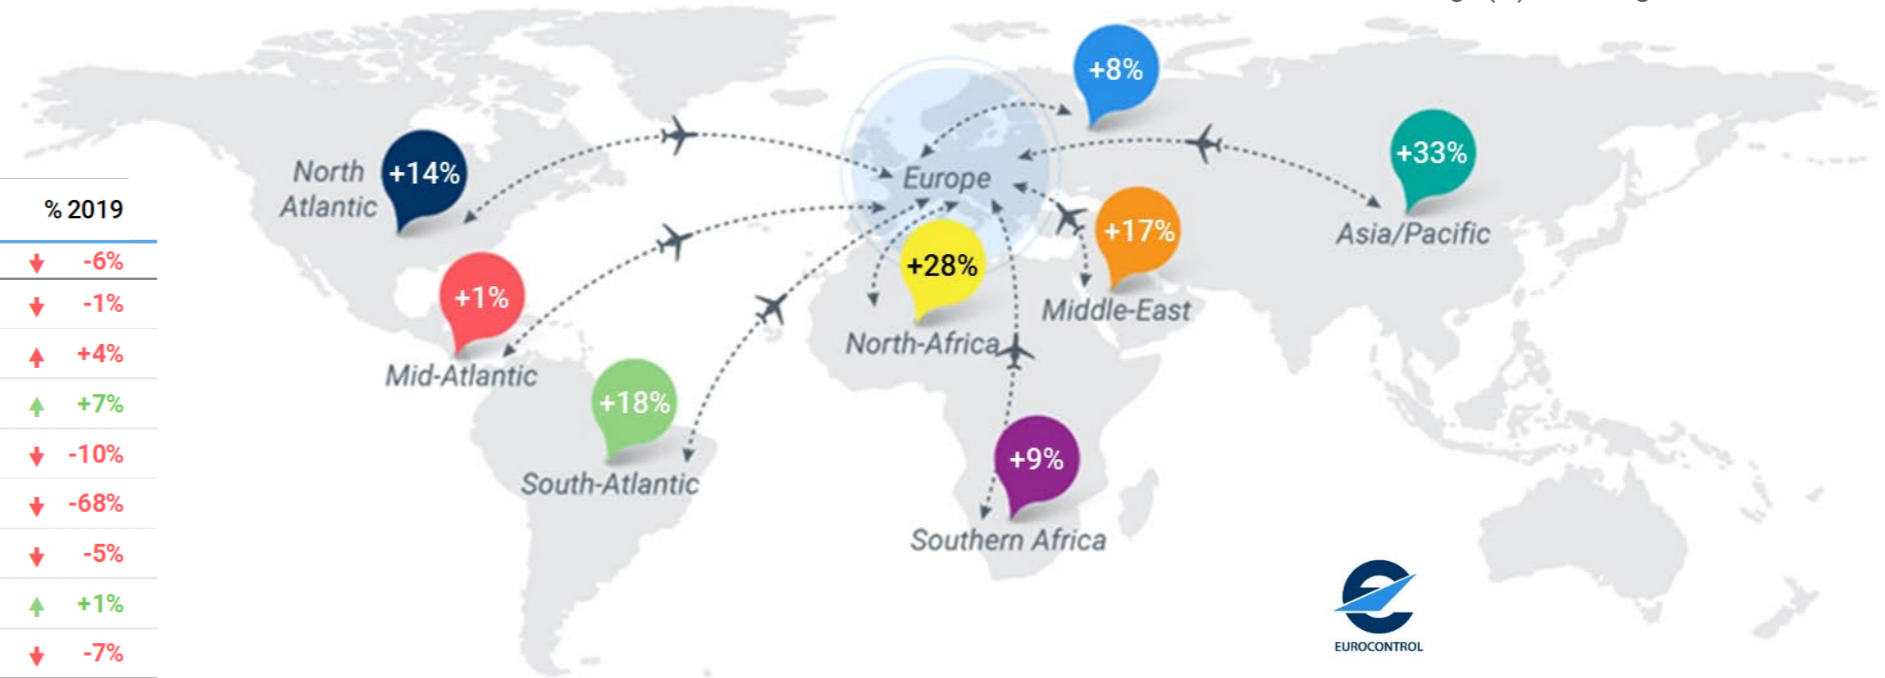 % 2019
-6%
-1%
+4%
+7%
-10%
-68%
-5%
+1%
-7%
+8%
+33%
Asia/Pacific
North
Atlantic
+14%
Europe
+17%
Middle-East
+28%
North-Africa
+1%
Mid-Atlantic
+18%
South-Atlantic
+9%
Southern Africa
EUROCONTROL